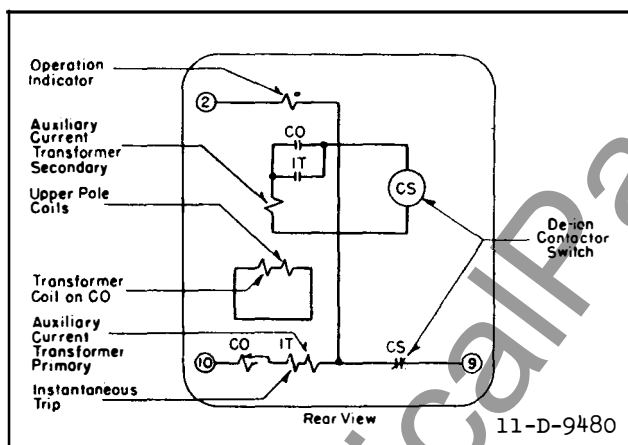 Operation
Indicator
2
Auxiliary
Current
Transformer
Secondary
CO
IT
CS
Upper Pole
Coils
De-ion
Contactor
Switch
Transformer
Coil on CO
Auxiliary
Current
Transformer
Primary
Instantaneous
Trip
10
CO
IT
CS
9
Rear View
11-D-9480